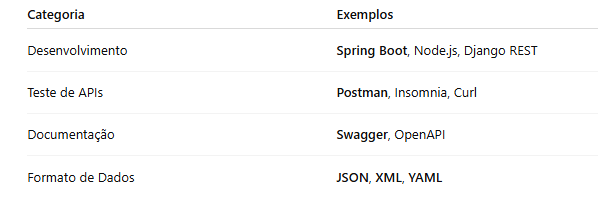 Categoria Exemplos
Desenvolvimento Spring Boot, Node.js, Django REST
Teste de APIs Postman, Insomnia, Curl
Documentação Swagger, OpenAPI
Formato de Dados JSON, XML, YAML